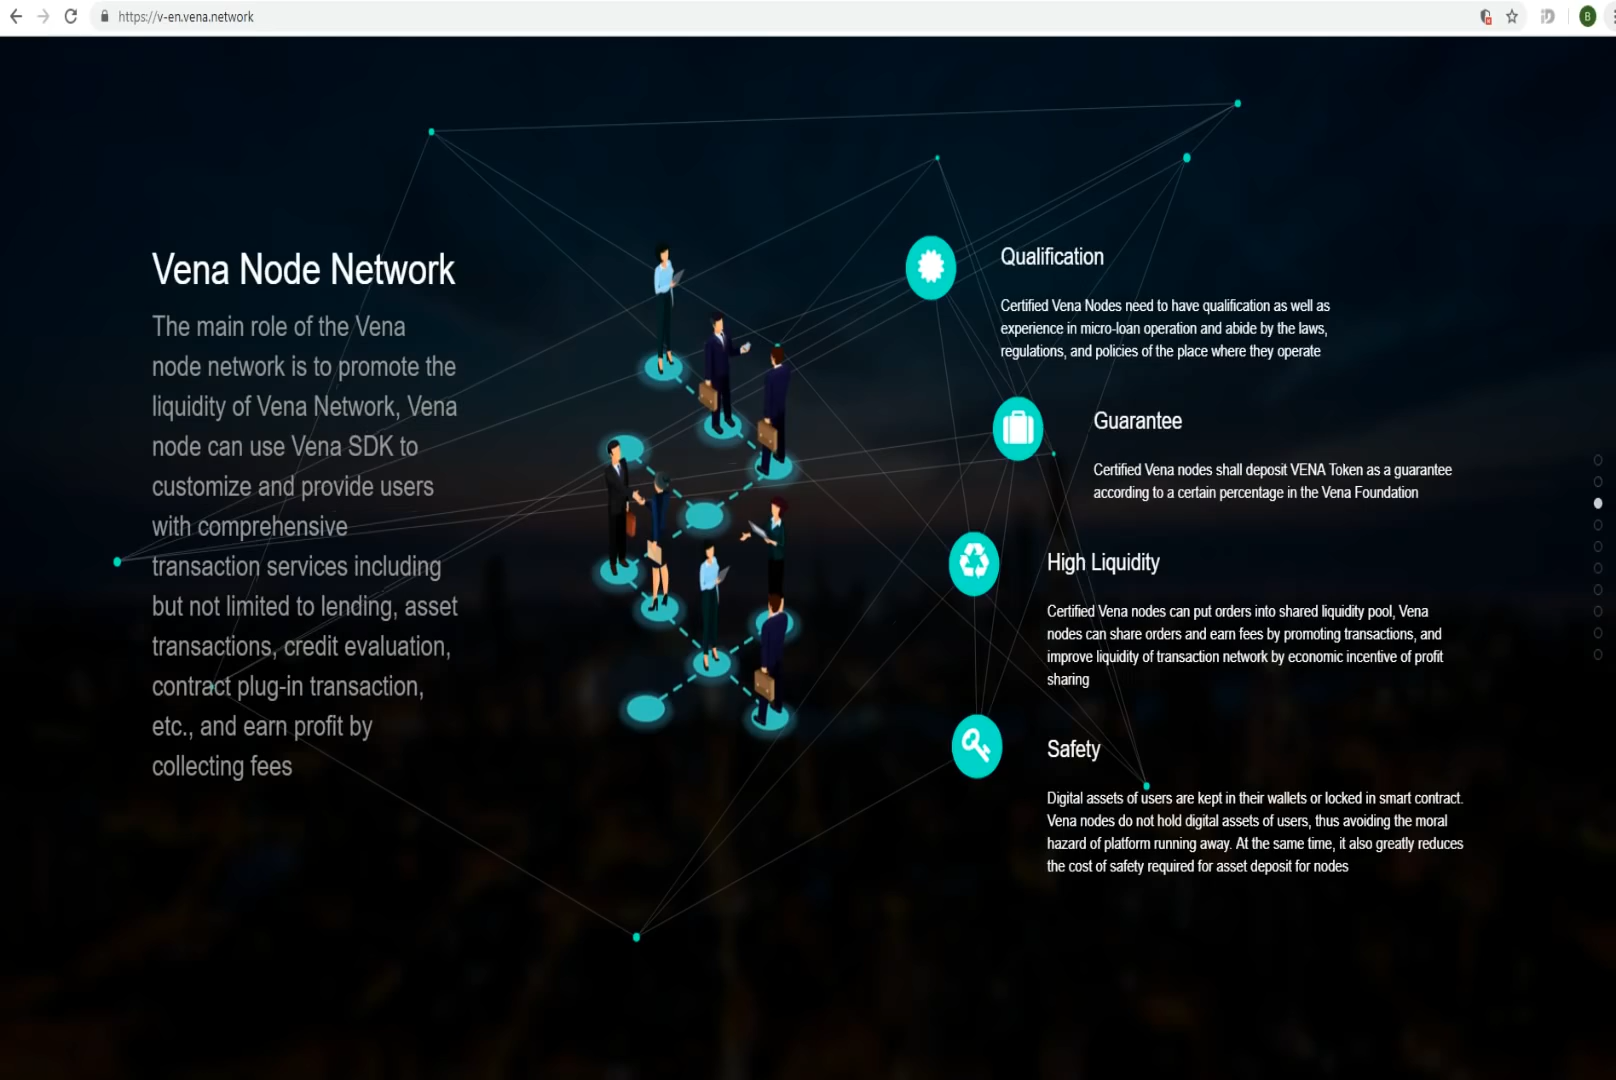 https://v-en.vena.network
B
Vena Node Network
The main role of the Vena
node network is to promote the
liquidity of Vena Network, Vena
node can use Vena SDK to
customize and provide users
with comprehensive
transaction services including
but not limited to lending, asset
transactions, credit evaluation,
contract plug-in transaction,
etc., and earn profit by
collecting fees
Qualification
Certified Vena Nodes need to have qualification as well as
experience in micro-loan operation and abide by the laws,
regulations, and policies of the place where they operate
Guarantee
Certified Vena nodes shall deposit VENA Token as a guarantee
according to a certain percentage in the Vena Foundation
High Liquidity
Certified Vena nodes can put orders into shared liquidity pool, Vena
nodes can share orders and earn fees by promoting transactions, and
improve liquidity of transaction network by economic incentive of profit
sharing
Safety
Digital assets of users are kept in their wallets or locked in smart contract.
Vena nodes do not hold digital assets of users, thus avoiding the moral
hazard of platform running away. At the same time, it also greatly reduces
the cost of safety required for asset deposit for nodes